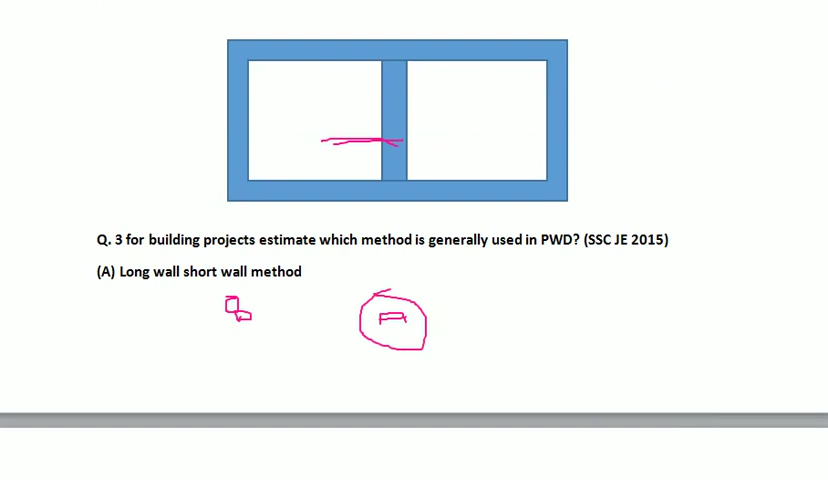 Q. 3 for building projects estimate which method is generally used in PWD? (SSC JE 2015)
(A) Long wall short wall method